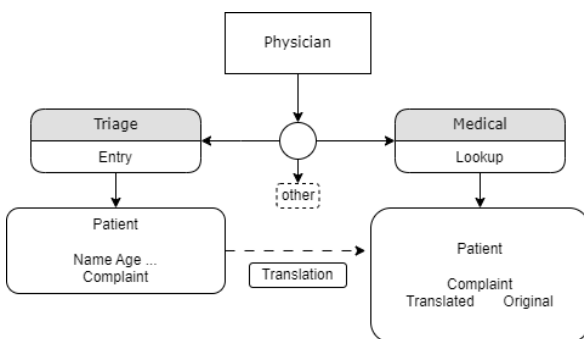 Physician
Triage
Entry
Medical
Lookup
other
Patient
Name Age ...
Complaint
Translation
Patient
Complaint
Translated Original